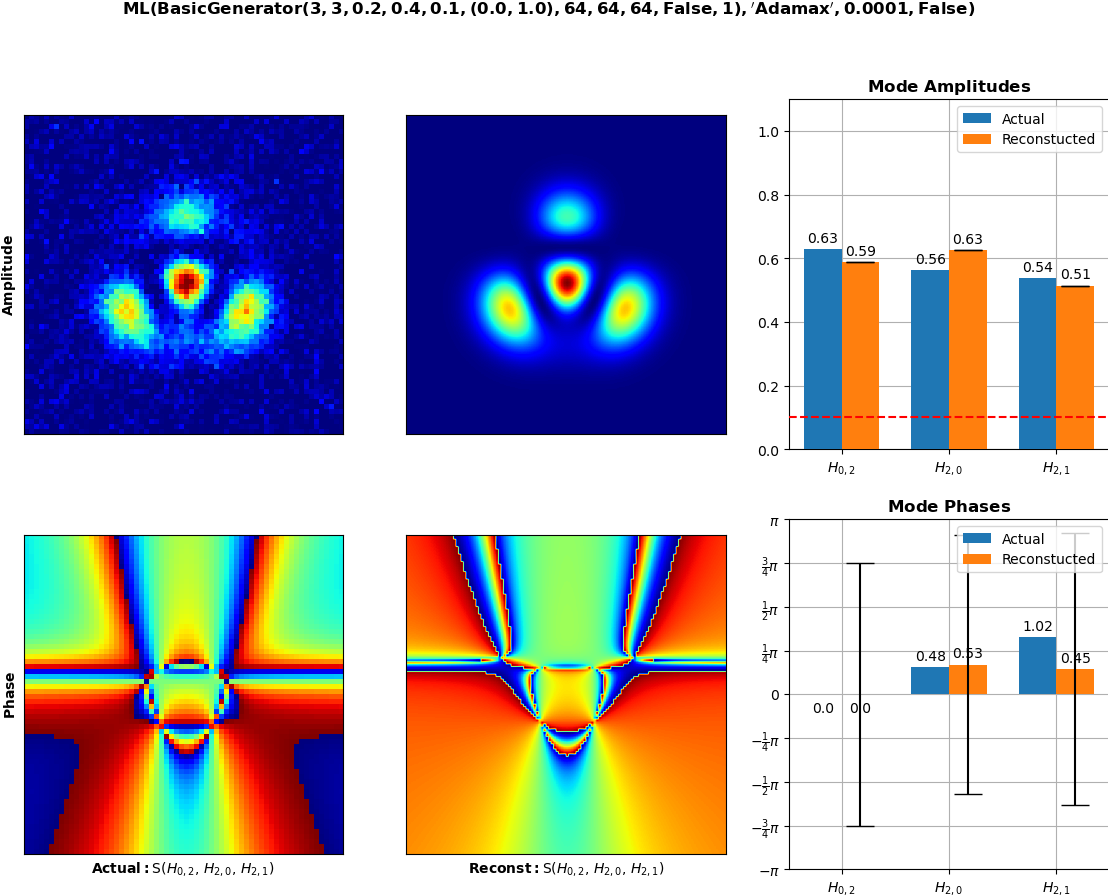 ML(BasicGenerator(3, 3, 0.2, 0.4, 0.1, (0.0, 1.0), 64, 64, 64, False, 1), ′Adamax′, 0.0001, False)
Amplitude
Mode Amplitudes
Actual
Reconstucted
1.0
0.8
0.6
0.4
0.2
0.0
0.63
0.59
0.56
0.63
0.54
0.51
H0, 2
H2, 0
H2, 1
Phase
Actual: S(H0, 2, H2, 0, H2, 1)
Reconst: S(H0, 2, H2, 0, H2, 1)
Mode Phases
Actual
Reconstucted
π
3/4π
1/2π
1/4π
0
−1/4π
−1/2π
−3/4π
−π
0.0
0.0
0.48
0.53
1.02
0.45
H0, 2
H2, 0
H2, 1